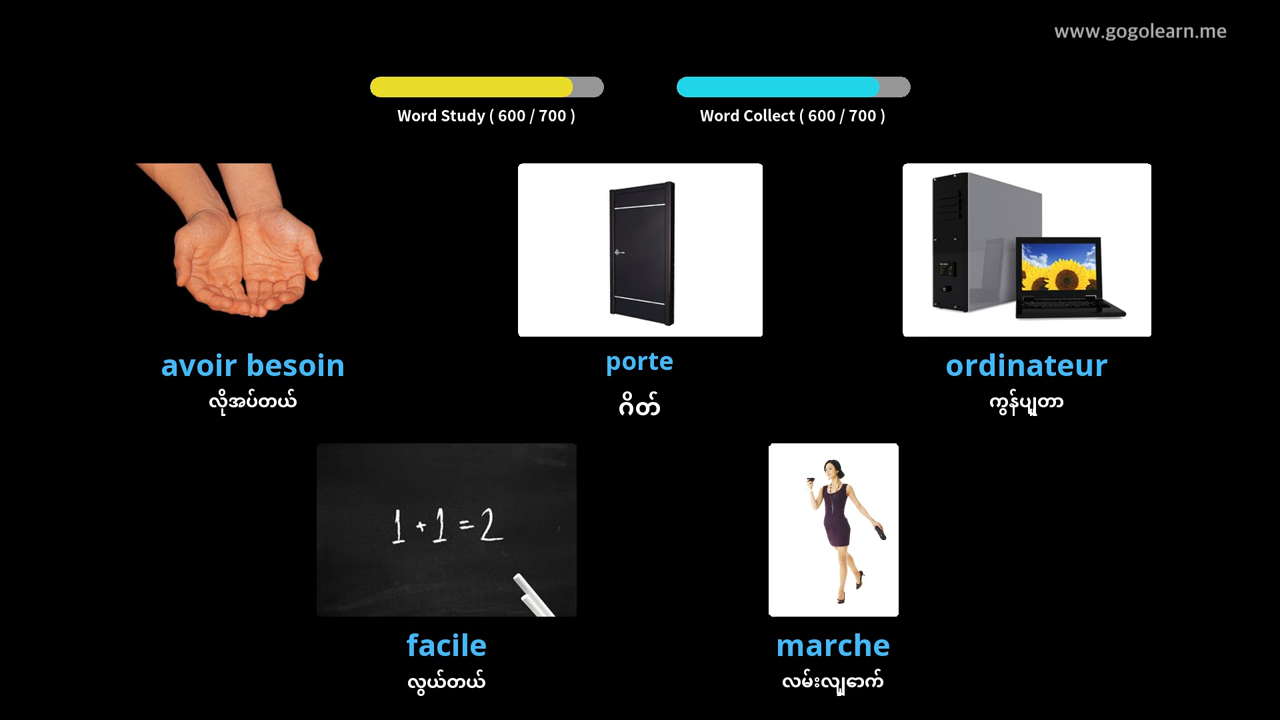 www.gogolearn.me
Word Study ( 600 / 700 )
Word Collect ( 600 / 700 )
avoir besoin
လိုအပ်တယ်
porte
ဂိတ်
ordinateur
ကွန်ပျုတာ
1 + 1 = 2
facile
လွယ်တယ်
marche
လမ်းလျှောက်